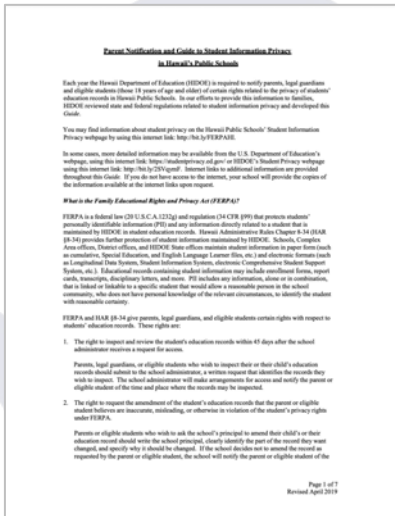 Parent Notification and Guide to Student Information Privacy
in Hawaii's Public Schools
Each year the Hawaii Department of Education (HIDOE) is required to notify parents, legal guardians
and eligible students (those 18 years of age and older) of certain rights related to the privacy of students'
education records in Hawaii Public Schools. In our efforts to provide this information to families,
HIDOE reviewed state and federal regulations related to student information privacy and developed this
Guide.
You may find information about student privacy on the Hawaii Public Schools' Student Information
Privacy webpage by using this internet link: http://bit.ly/FERPAHI.
In some cases, more detailed information may be available from the U.S. Department of Education's
webpage, using this internet link: https://studentprivacy.ed.gov/ or HIDOE's Student Privacy webpage
using this internet link: Internet links to additional information are provided
throughout this Guide. If you do not have access to the internet, your school will provide the copies of
the information available at the internet links upon request.
What is the Family Educational Rights and Privacy Act (FERPA)?
FERPA is a federal law (20 U.S.C.A.1232g) and regulation (34 CFR §99) that protects students'
personally identifiable information (PII) and any information directly related to a student that is
maintained by HIDOE in student education records. Hawaii Administrative Rules Chapter 8-34 (HAR
§8-34) provides further protection of student information maintained by HIDOE. Schools, Complex
Area offices, District offices, and HIDOE State offices maintain student information in paper form (such
as cumulative, Special Education, and English Language Learner files, etc.) and electronic formats (such
as Longitudinal Data System, Student Information System, electronic Comprehensive Student Support
System, etc.). Educational records containing student information may include enrollment forms, report
cards, transcripts, disciplinary letters, and more. PII includes any information, alone or in combination,
that is linked or linkable to a specific student that would allow a reasonable person in the school
community, who does not have personal knowledge of the relevant circumstances, to identify the student
with reasonable certainty.
FERPA and HAR §8-34 give parents, legal guardians, and eligible students certain rights with respect to
students' education records. These rights are:
1. The right to inspect and review the student's education records within 45 days after the school
administrator receives a request for access.
Parents, legal guardians, or eligible students who wish to inspect their or their child's education
records should submit to the school administrator, a written request that identifies the records they
wish to inspect. The school administrator will make arrangements for access and notify the parent or
eligible student of the time and place where the records may be inspected.
2. The right to request the amendment of the student's education records that the parent or eligible
student believes are inaccurate, misleading, or otherwise in violation of the student's privacy rights
under FERPA.
Parents or eligible students who wish to ask the school's principal to amend their child's or their
education record should write the school principal, clearly identify the part of the record they want
changed, and specify why it should be changed. If the school decides not to amend the record as
requested by the parent or eligible student, the school will notify the parent or eligible student of the
Page 1 of 7
Revised April 2019